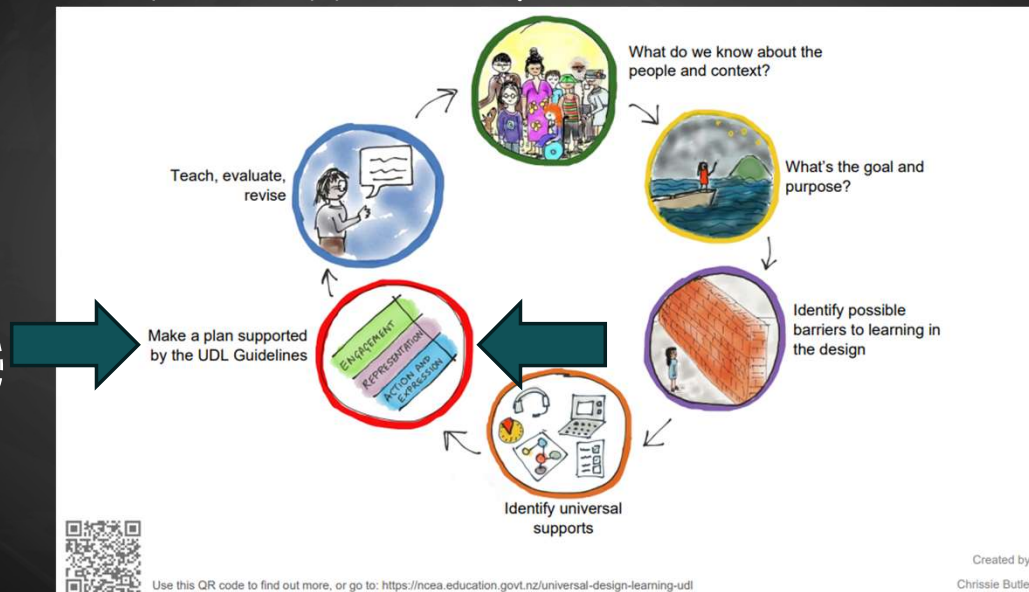 What do we know about the
people and context?
What's the goal and
purpose?
Identify possible
barriers to learning in
the design
Identify universal
supports
Make a plan supported
by the UDL Guidelines
ENGAGEMENT
REPRESENTATION
ACTION AND
EXPRESSION
Teach, evaluate,
revise
Use this QR code to find out more, or go to: https://ncea.education.govt.nz/universal-design-learning-udl
Created by
Chrissie Butle